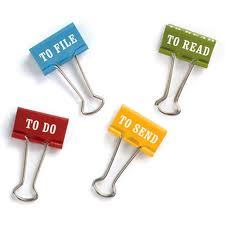 TO FILE
TO READ
TO DO
TO SEND